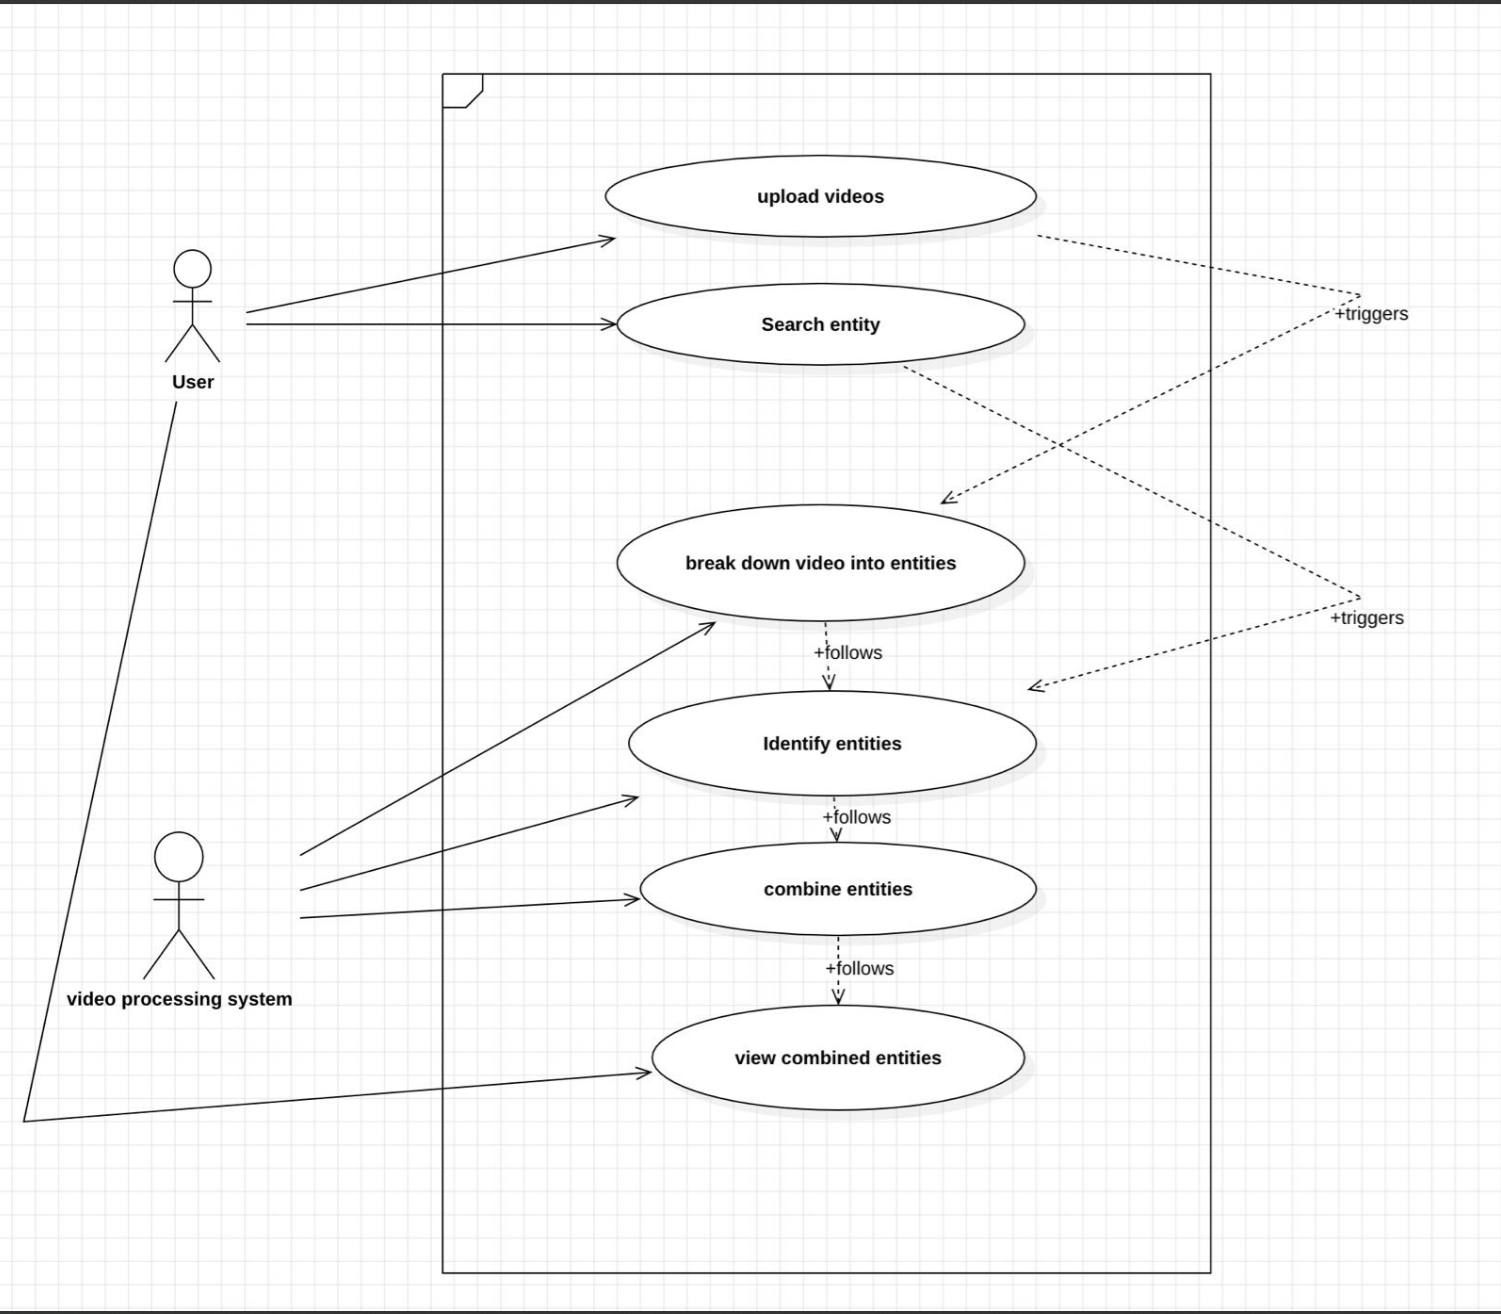 upload videos
Search entity
+triggers
User
break down video into entities
+triggers
+follows
Identify entities
+follows
combine entities
video processing system
+follows
view combined entities